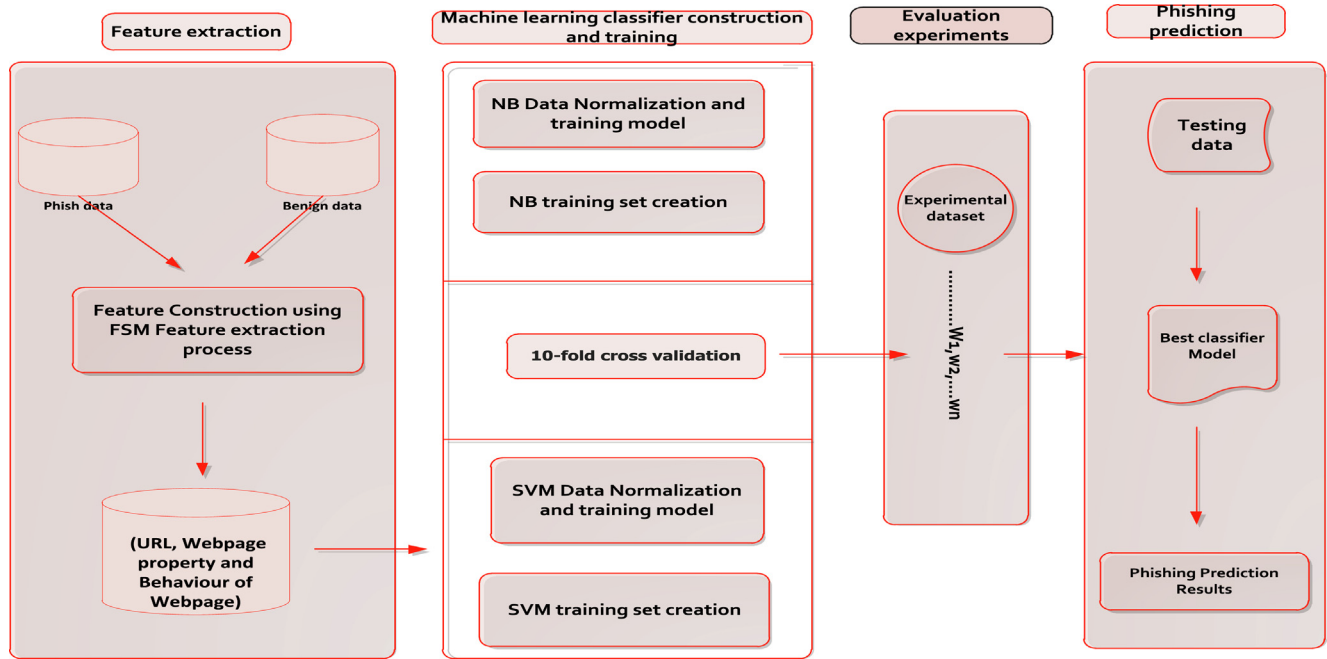 Feature extraction
Machine learning classifier construction
and training
Evaluation
experiments
Phishing
prediction
Phish data
Benign data
Feature Construction using
FSM Feature extraction
process
(URL, Webpage
property and
Behaviour of
Webpage)
NB Data Normalization and
training model
NB training set creation
10-fold cross validation
SVM Data Normalization
and training model
SVM training set creation
Experimental
dataset
..............W1,w2,....wn
Testing
data
Best classifier
Model
Phishing Prediction
Results